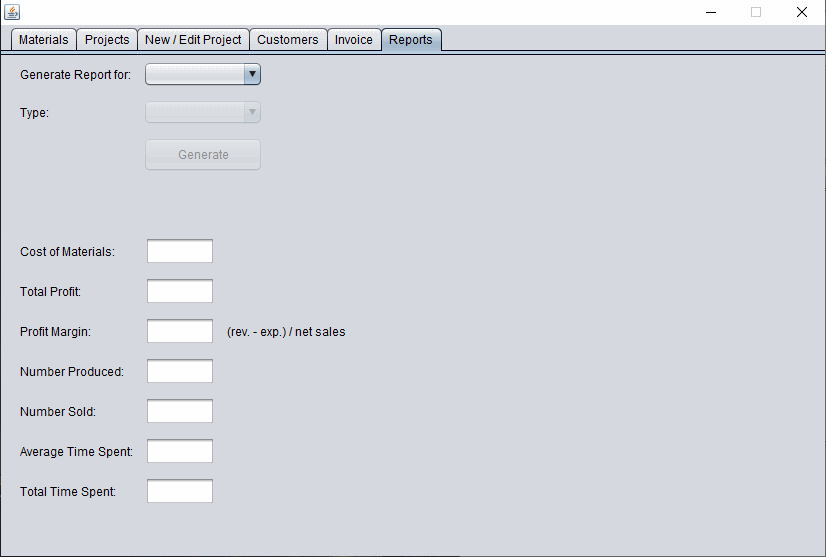 Materials Projects New / Edit Project Customers Invoice Reports
Generate Report for:
Type:
Generate
Cost of Materials:
Total Profit:
Profit Margin: (rev. - exp.) / net sales
Number Produced:
Number Sold:
Average Time Spent:
Total Time Spent: